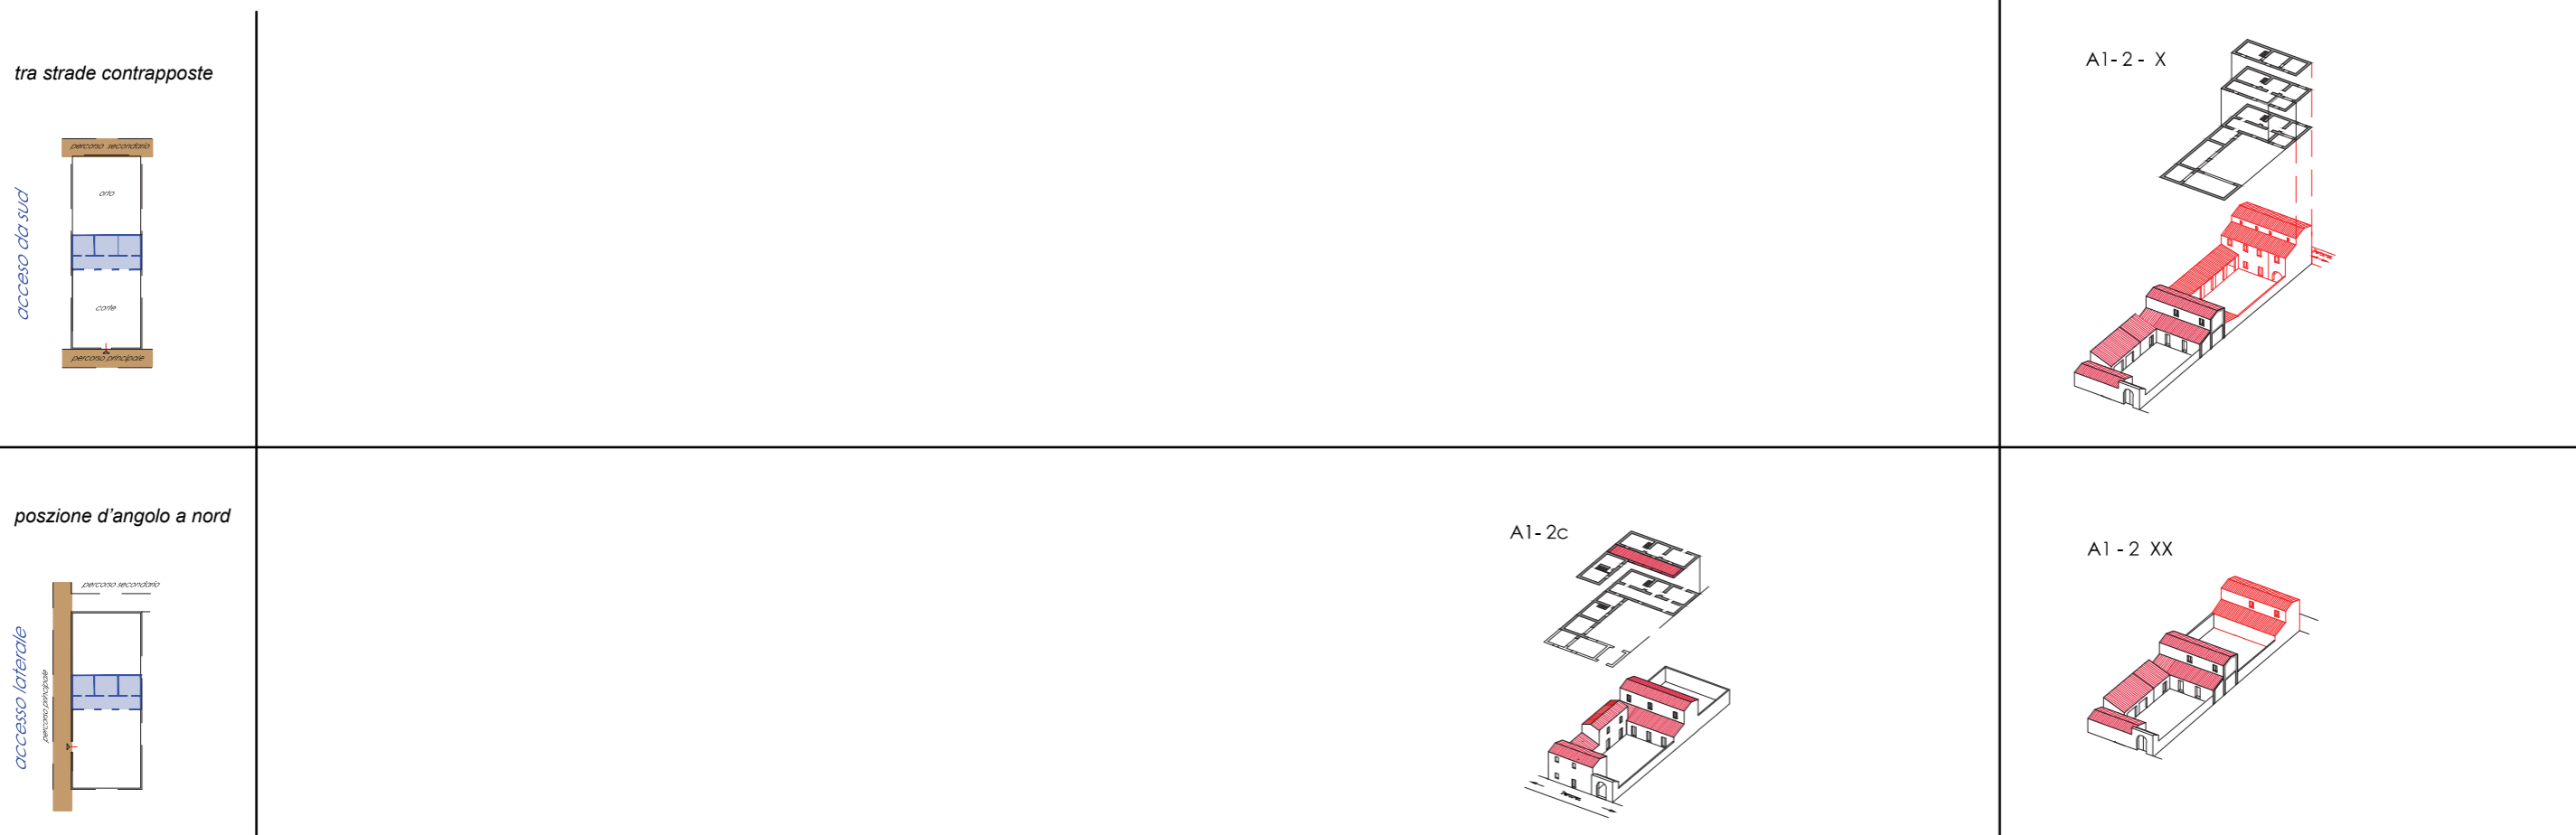 tra strade contrapposte
A1- 2 - X
percorso secondario
orto
acceso da sud
corte
percorso principale
poszione d'angolo a nord
A1- 2c
A1 - 2 XX
percorso secondario
accesso laterale
percorso principale